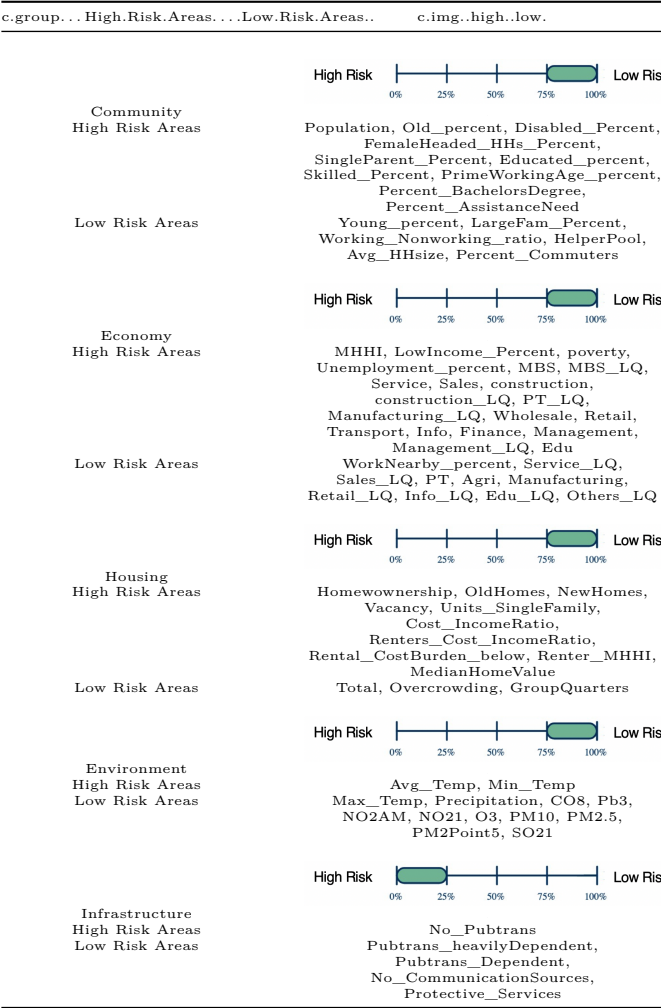 c.group. . . High.Risk.Areas. . . .Low.Risk.Areas. . c.img..high..low.
High Risk Low Ris
0% 25% 50% 75% 100%
Community
High Risk Areas Population, Old_percent, Disabled_Percent,
FemaleHeaded_HHs_Percent,
SingleParent_Percent, Educated_percent,
Skilled_Percent, PrimeWorkingAge_percent,
Percent_BachelorsDegree,
Percent_AssistanceNeed
Low Risk Areas Young_percent, LargeFam_Percent,
Working_Nonworking_ratio, HelperPool,
Avg_HHsize, Percent_Commuters
High Risk Low Ris
0% 25% 50% 75% 100%
Economy
High Risk Areas MHHI, LowIncome_Percent, poverty,
Unemployment_percent, MBS, MBS_LQ,
Service, Sales, construction,
construction_LQ, PT_LQ,
Manufacturing_LQ, Wholesale, Retail,
Transport, Info, Finance, Management,
Management_LQ, Edu
Low Risk Areas WorkNearby_percent, Service_LQ,
Sales_LQ, PT, Agri, Manufacturing,
Retail_LQ, Info_LQ, Edu_LQ, Others_LQ
High Risk Low Ris
0% 25% 50% 75% 100%
Housing
High Risk Areas Homewownership, OldHomes, NewHomes,
Vacancy, Units_SingleFamily,
Cost_IncomeRatio,
Renters_Cost_IncomeRatio,
Rental_CostBurden_below, Renter_MHHI,
MedianHomeValue
Low Risk Areas Total, Overcrowding, GroupQuarters
High Risk Low Ris
0% 25% 50% 75% 100%
Environment
High Risk Areas Avg_Temp, Min_Temp
Low Risk Areas Max_Temp, Precipitation, CO8, Pb3,
NO2AM, NO21, O3, PM10, PM2.5,
PM2Point5, SO21
High Risk Low Ris
0% 25% 50% 75% 100%
Infrastructure
High Risk Areas No_Pubtrans
Low Risk Areas Pubtrans_heavilyDependent,
Pubtrans_Dependent,
No_CommunicationSources,
Protective_Services